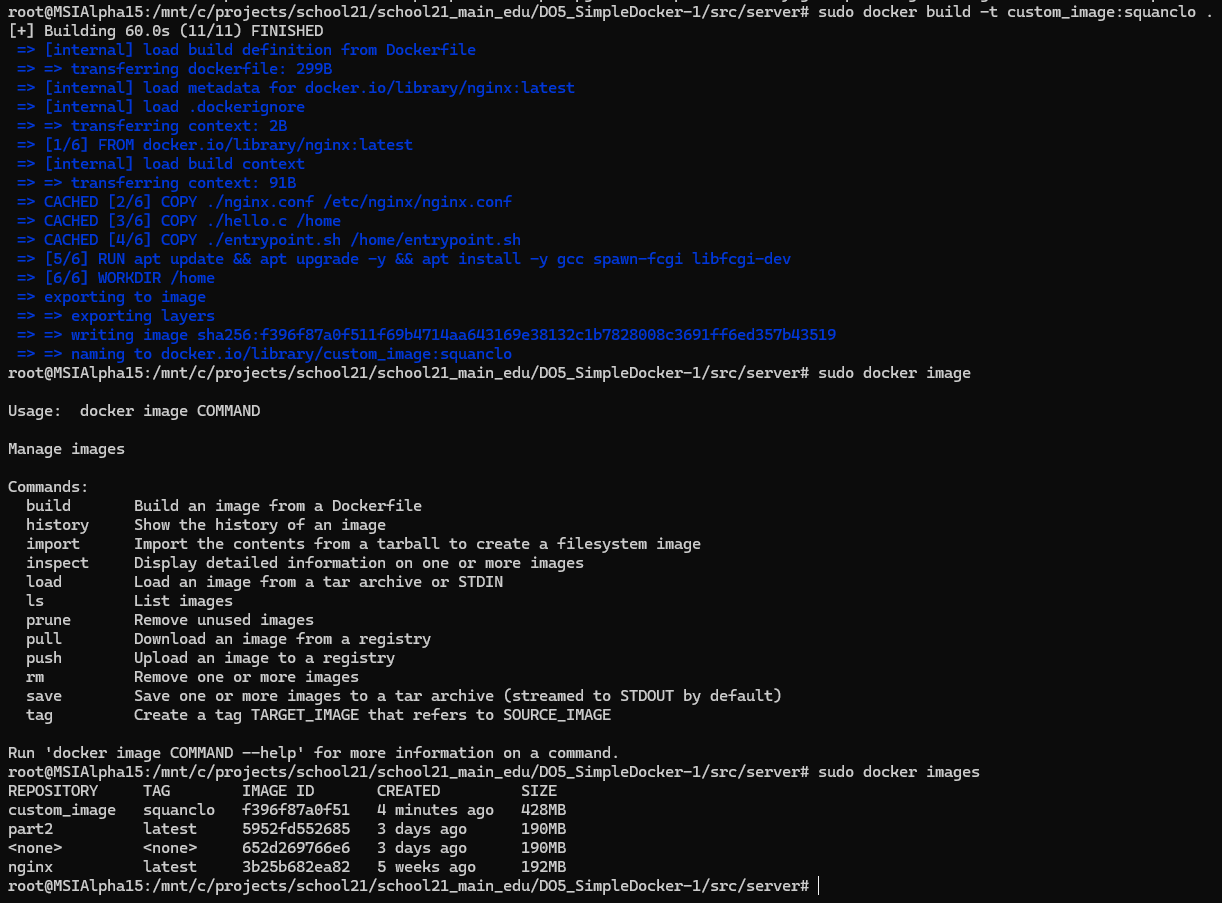 root@MSIAlpha15:/mnt/c/projects/school21/school21_main_edu/DO5_SimpleDocker-1/src/server# sudo docker build -t custom_image:squanclo .
[+] Building 60.0s (11/11) FINISHED
=> [internal] load build definition from Dockerfile
=> => transferring dockerfile: 299B
=> [internal] load metadata for docker.io/library/nginx:latest
=> [internal] load .dockerignore
=> => transferring context: 2B
=> [1/6] FROM docker.io/library/nginx:latest
=> [internal] load build context
=> => transferring context: 91B
=> CACHED [2/6] COPY ./nginx.conf /etc/nginx/nginx.conf
=> CACHED [3/6] COPY ./hello.c /home
=> CACHED [4/6] COPY ./entrypoint.sh /home/entrypoint.sh
=> [5/6] RUN apt update && apt upgrade -y && apt install -y gcc spawn-fcgi libfcgi-dev
=> [6/6] WORKDIR /home
=> exporting to image
=> => exporting layers
=> => writing image sha256:f396f87a0f511f69b4714aa643169e38132c1b7828008c3691ff6ed357b43519
=> => naming to docker.io/library/custom_image:squanclo
root@MSIAlpha15:/mnt/c/projects/school21/school21_main_edu/DO5_SimpleDocker-1/src/server# sudo docker image
Usage:  docker image COMMAND
Manage images
Commands:
build       Build an image from a Dockerfile
history     Show the history of an image
import      Import the contents from a tarball to create a filesystem image
inspect     Display detailed information on one or more images
load        Load an image from a tar archive or STDIN
ls          List images
prune       Remove unused images
pull        Download an image from a registry
push        Upload an image to a registry
rm          Remove one or more images
save        Save one or more images to a tar archive (streamed to STDOUT by default)
tag         Create a tag TARGET_IMAGE that refers to SOURCE_IMAGE
Run 'docker image COMMAND --help' for more information on a command.
root@MSIAlpha15:/mnt/c/projects/school21/school21_main_edu/DO5_SimpleDocker-1/src/server# sudo docker images
REPOSITORY     TAG        IMAGE ID       CREATED         SIZE
custom_image   squanclo   f396f87a0f51   4 minutes ago   428MB
part2          latest     5952fd552685   3 days ago      190MB
<none>         <none>     652d269766e6   3 days ago      190MB
nginx          latest     3b25b682ea82   5 weeks ago     192MB
root@MSIAlpha15:/mnt/c/projects/school21/school21_main_edu/DO5_SimpleDocker-1/src/server#